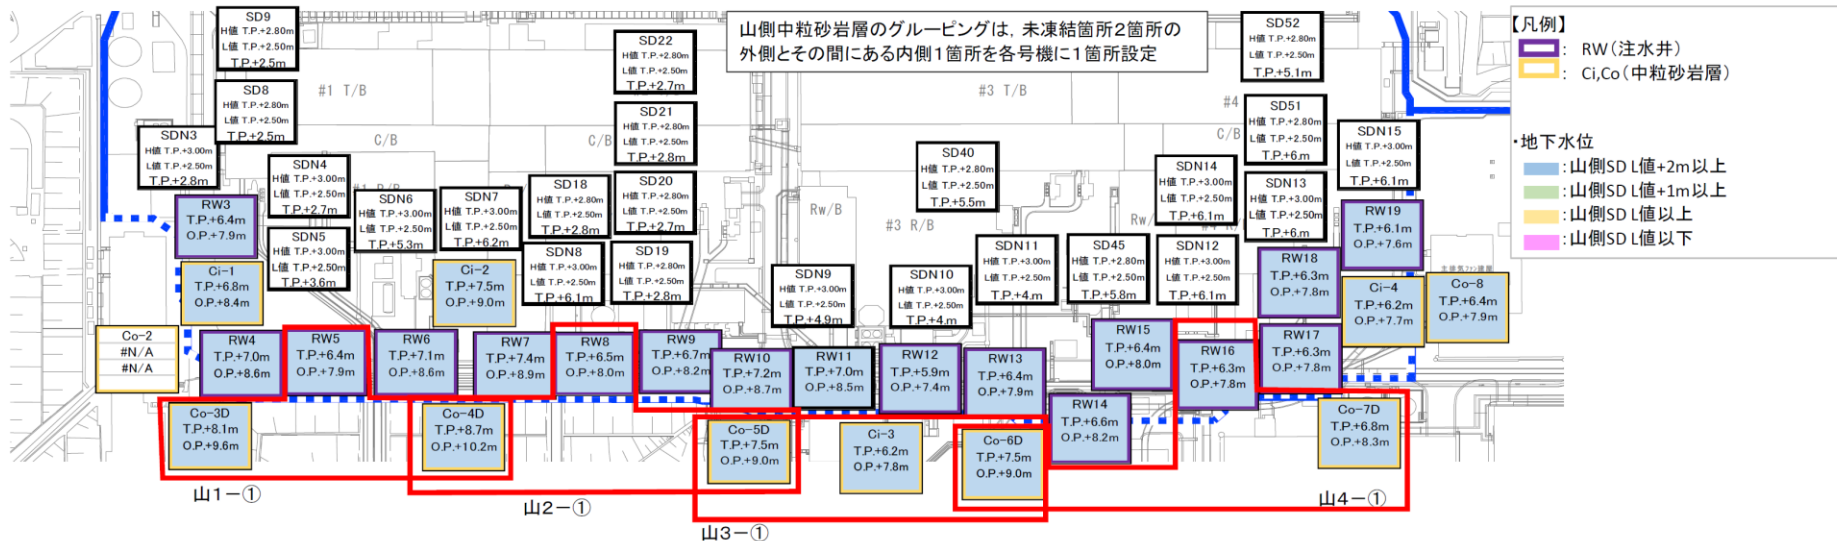 SD9
H値 T.P.+2.80m
L値 T.P.+2.50m
T.P.+2.5m
SD8
H値 T.P.+2.80m
L値 T.P.+2.50m
T.P.+2.5m
SDN3
H値 T.P.+3.00m
L値 T.P.+2.50m
T.P.+2.8m
SDN4
H値 T.P.+3.00m
L値 T.P.+2.50m
T.P.+2.7m
SDN5
H値 T.P.+3.00m
L値 T.P.+2.50m
T.P.+3.6m
SDN6
H値 T.P.+3.00m
L値 T.P.+2.50m
T.P.+5.3m
SDN7
H値 T.P.+3.00m
L値 T.P.+2.50m
T.P.+6.2m
SD18
H値 T.P.+2.80m
L値 T.P.+2.50m
T.P.+2.8m
SDN8
H値 T.P.+3.00m
L値 T.P.+2.50m
T.P.+6.1m
SD22
H値 T.P.+2.80m
L値 T.P.+2.50m
T.P.+2.7m
SD21
H値 T.P.+2.80m
L値 T.P.+2.50m
T.P.+2.8m
SD20
H値 T.P.+2.80m
L値 T.P.+2.50m
T.P.+2.7m
SD19
H値 T.P.+2.80m
L値 T.P.+2.50m
T.P.+2.8m
山側中粒砂岩層のグルーピングは, 未凍結箇所2箇所の
外側とその間にある内側1箇所を各号機に1箇所設定
#1 T/B
C/B
C/B
#3 T/B
#4
C/B
Rw/B
#3 R/B
SDN9
H値 T.P.+3.00m
L値 T.P.+2.50m
T.P.+4.9m
SD40
H値 T.P.+2.80m
L値 T.P.+2.50m
T.P.+5.5m
SDN10
H値 T.P.+3.00m
L値 T.P.+2.50m
T.P.+4.m
SDN11
H値 T.P.+3.00m
L値 T.P.+2.50m
T.P.+4.m
SD45
H値 T.P.+2.80m
L値 T.P.+2.50m
T.P.+5.8m
SDN14
H値 T.P.+3.00m
L値 T.P.+2.50m
T.P.+6.1m
SDN12
H値 T.P.+3.00m
L値 T.P.+2.50m
T.P.+6.1m
SD52
H値 T.P.+2.80m
L値 T.P.+2.50m
T.P.+5.1m
SD51
H値 T.P.+2.80m
L値 T.P.+2.50m
T.P.+6.m
SDN13
H値 T.P.+3.00m
L値 T.P.+2.50m
T.P.+6.m
SDN15
H値 T.P.+3.00m
L値 T.P.+2.50m
T.P.+6.1m
RW3
T.P.+6.4m
O.P.+7.9m
Ci-1
T.P.+6.8m
O.P.+8.4m
Ci-2
T.P.+7.5m
O.P.+9.0m
Co-2
#N/A
#N/A
RW4
T.P.+7.0m
O.P.+8.6m
RW5
T.P.+6.4m
O.P.+7.9m
RW6
T.P.+7.1m
O.P.+8.6m
RW7
T.P.+7.4m
O.P.+8.9m
RW8
T.P.+6.5m
O.P.+8.0m
RW9
T.P.+6.7m
O.P.+8.2m
RW10
T.P.+7.2m
O.P.+8.7m
RW11
T.P.+7.0m
O.P.+8.5m
RW12
T.P.+5.9m
O.P.+7.4m
RW13
T.P.+6.4m
O.P.+7.9m
RW14
T.P.+6.6m
O.P.+8.2m
RW15
T.P.+6.4m
O.P.+8.0m
RW16
T.P.+6.3m
O.P.+7.8m
RW17
T.P.+6.3m
O.P.+7.8m
RW18
T.P.+6.3m
O.P.+7.8m
RW19
T.P.+6.1m
O.P.+7.6m
Ci-4
T.P.+6.2m
O.P.+7.7m
Co-8
T.P.+6.4m
O.P.+7.9m
Co-3D
T.P.+8.1m
O.P.+9.6m
Co-4D
T.P.+8.7m
O.P.+10.2m
Co-5D
T.P.+7.5m
O.P.+9.0m
Ci-3
T.P.+6.2m
O.P.+7.8m
Co-6D
T.P.+7.5m
O.P.+9.0m
Co-7D
T.P.+6.8m
O.P.+8.3m
山1-①
山2-①
山3-①
山4-①
【凡例】
: RW(注水井)
: Ci,Co(中粒砂岩層)
・地下水位
:山側SD L値+2m以上
:山側SD L値+1m以上
:山側SD L値以上
:山側SD L値以下